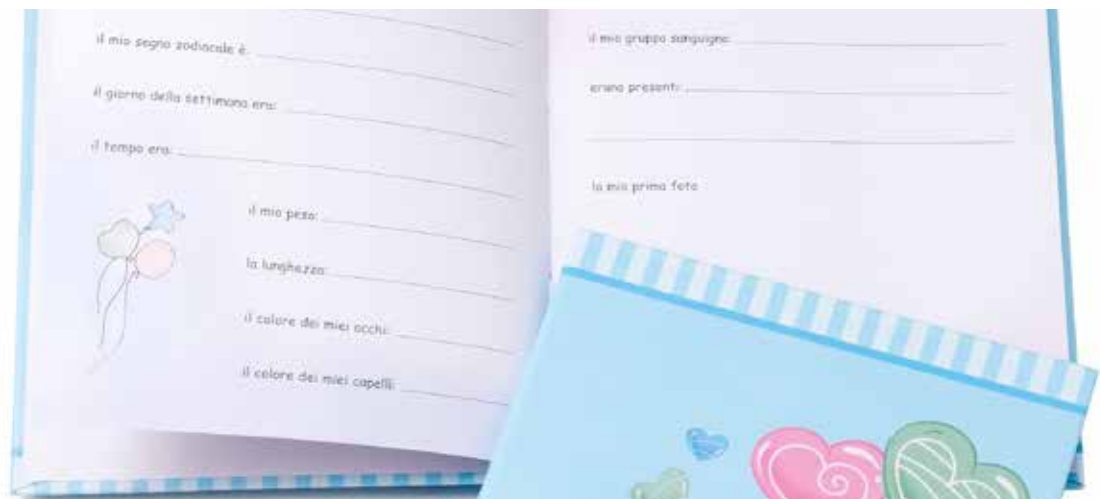 il mio segno zodiacale è:
il giorno della settimana era:
il tempo era:
il mio peso:
la lunghezza:
il colore dei miei occhi:
il colore dei miei capelli:
il mio gruppo sanguigno:
erano presenti:
la mia prima foto